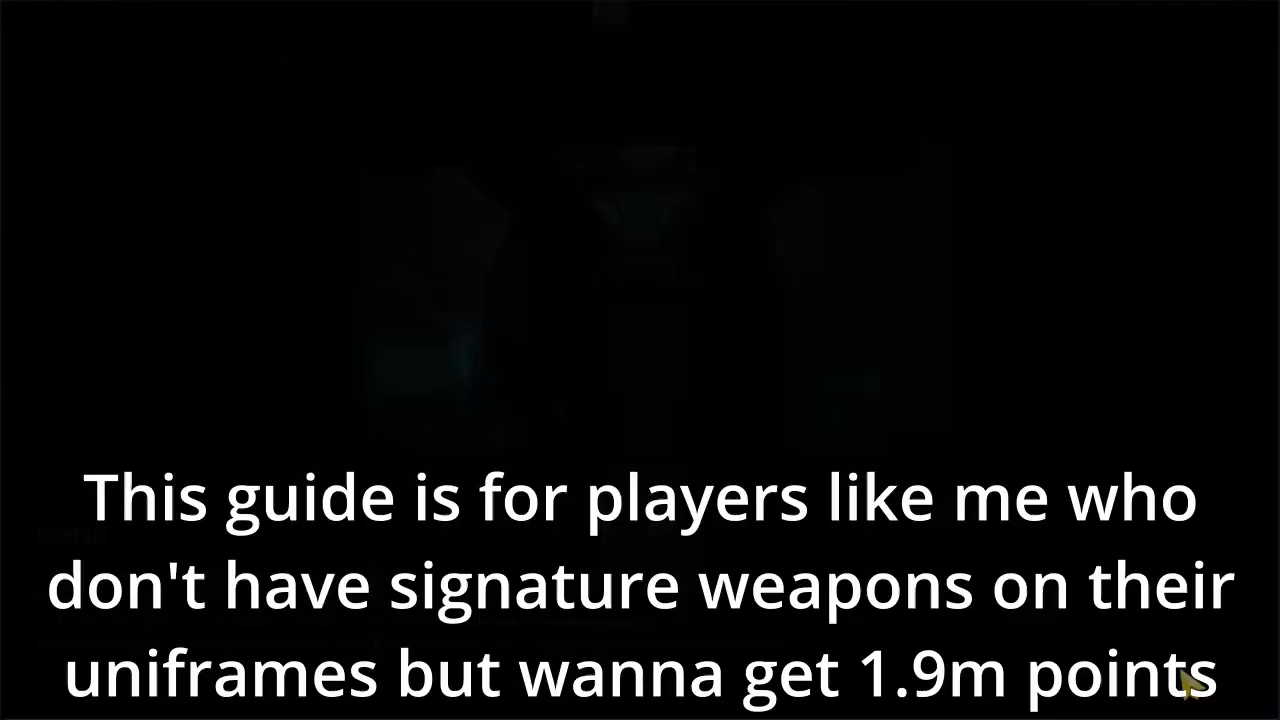 This guide is for players like me who
don't have signature weapons on their
uniframes but wanna get 1.9m points